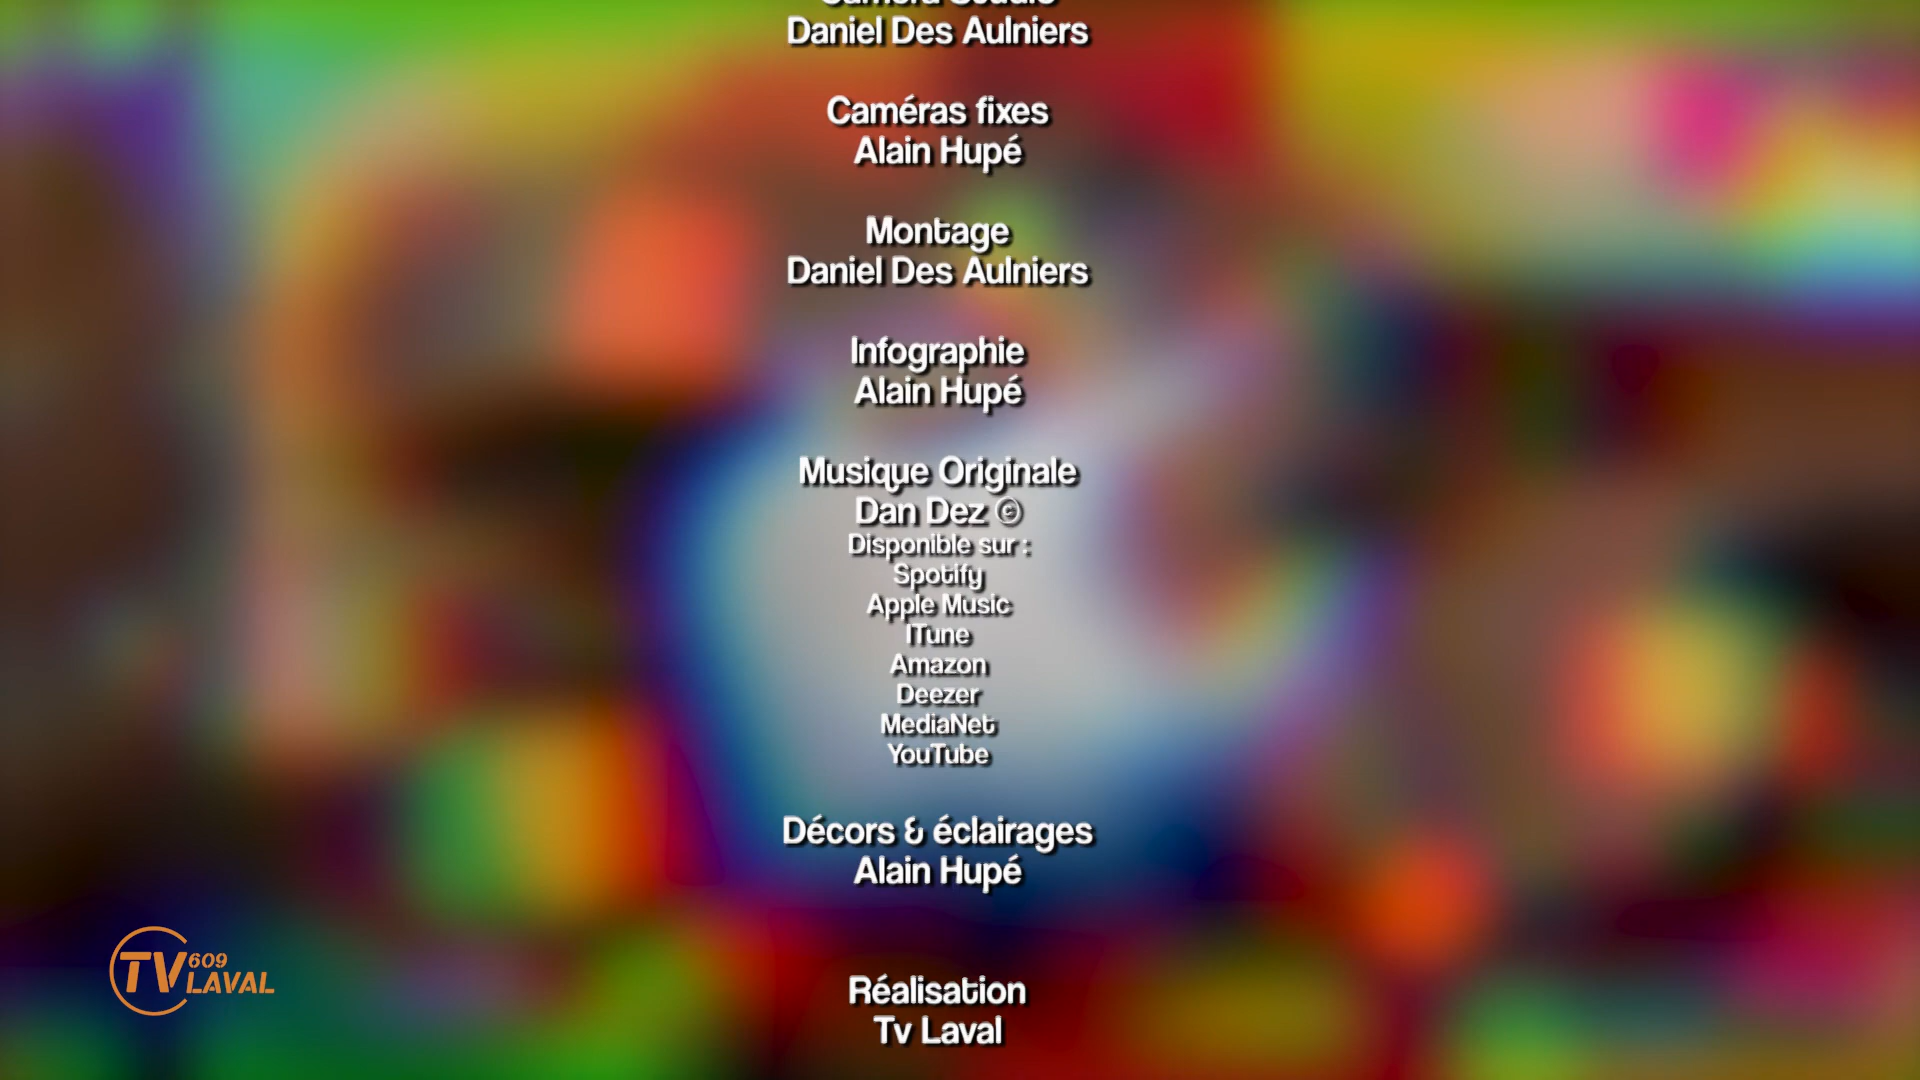 Daniel Des Aulniers
Caméras fixes
Alain Hupé
Montage
Daniel Des Aulniers
Infographie
Alain Hupé
Musique Originale
Dan Dez ©
Disponible sur :
Spotify
Apple Music
ITune
Amazon
Deezer
MediaNet
YouTube
Décors & éclairages
Alain Hupé
Réalisation
Tv Laval
TV 609
LAVAL